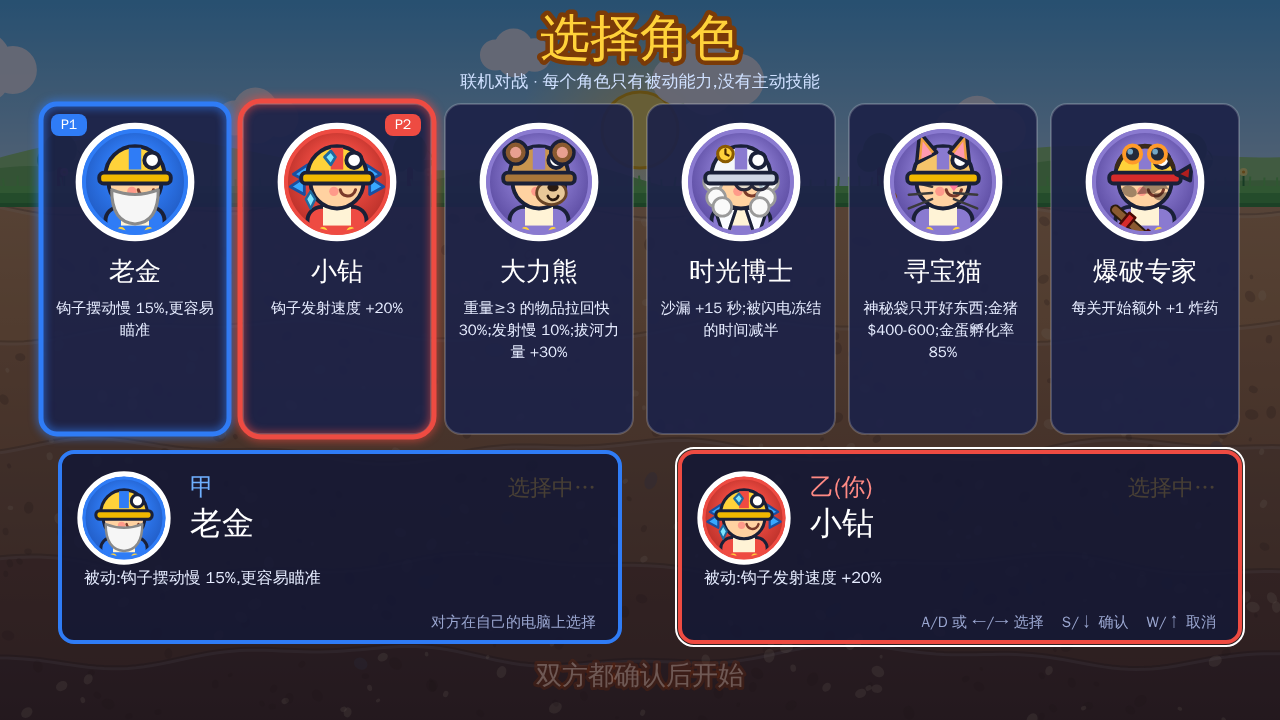 选择角色
联机对战 · 每个角色只有被动能力,没有主动技能
P1
P2
老金
钩子摆动慢 15%,更容易
瞄准
小钻
钩子发射速度 +20%
大力熊
重量≥3 的物品拉回快
30%;发射慢 10%;拔河力
量 +30%
时光博士
沙漏 +15 秒;被闪电冻结
的时间减半
寻宝猫
神秘袋只开好东西;金猪
$400-600;金蛋孵化率
85%
爆破专家
每关开始额外 +1 炸药
甲
选择中···
老金
被动:钩子摆动慢 15%,更容易瞄准
对方在自己的电脑上选择
乙(你)
选择中···
小钻
被动:钩子发射速度 +20%
A/D 或 ←/→ 选择 S/↓ 确认 W/↑ 取消
双方都确认后开始